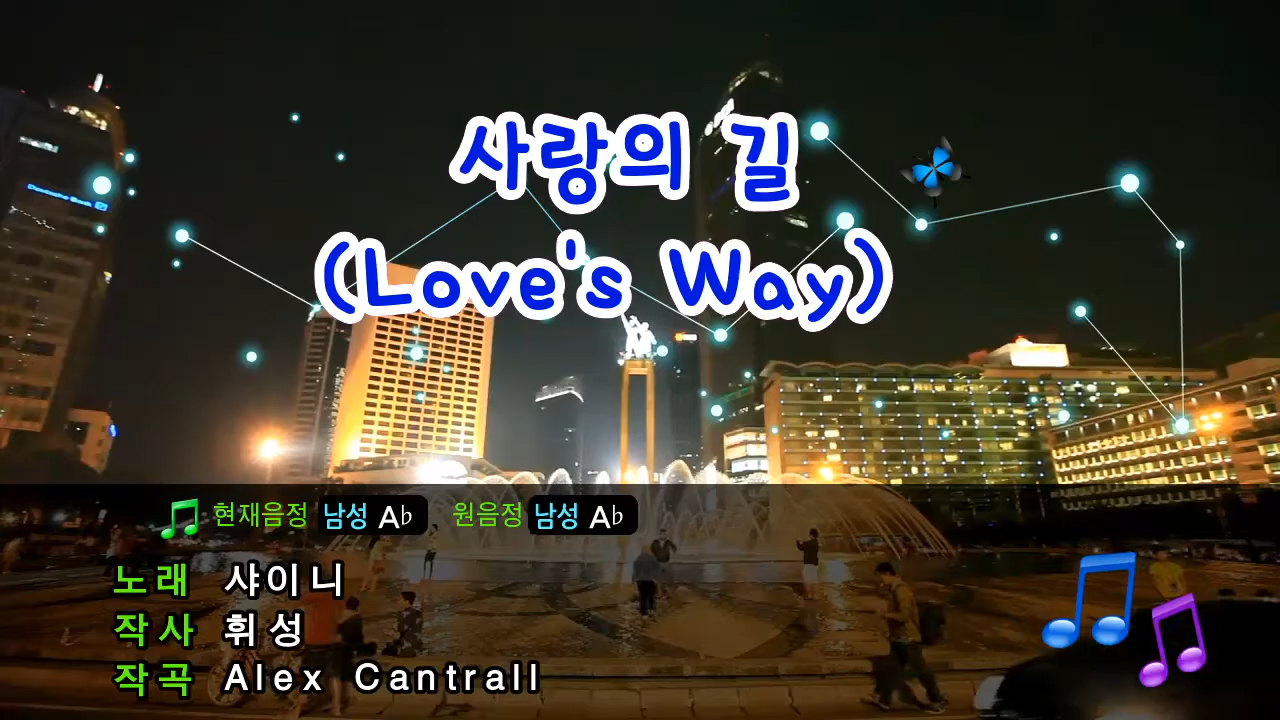 사랑의 길
(Love's Way)
현재음정 남성 A♭ 원음정 남성 A♭
노래 샤이니
작사 휘성
작곡 Alex Cantrall